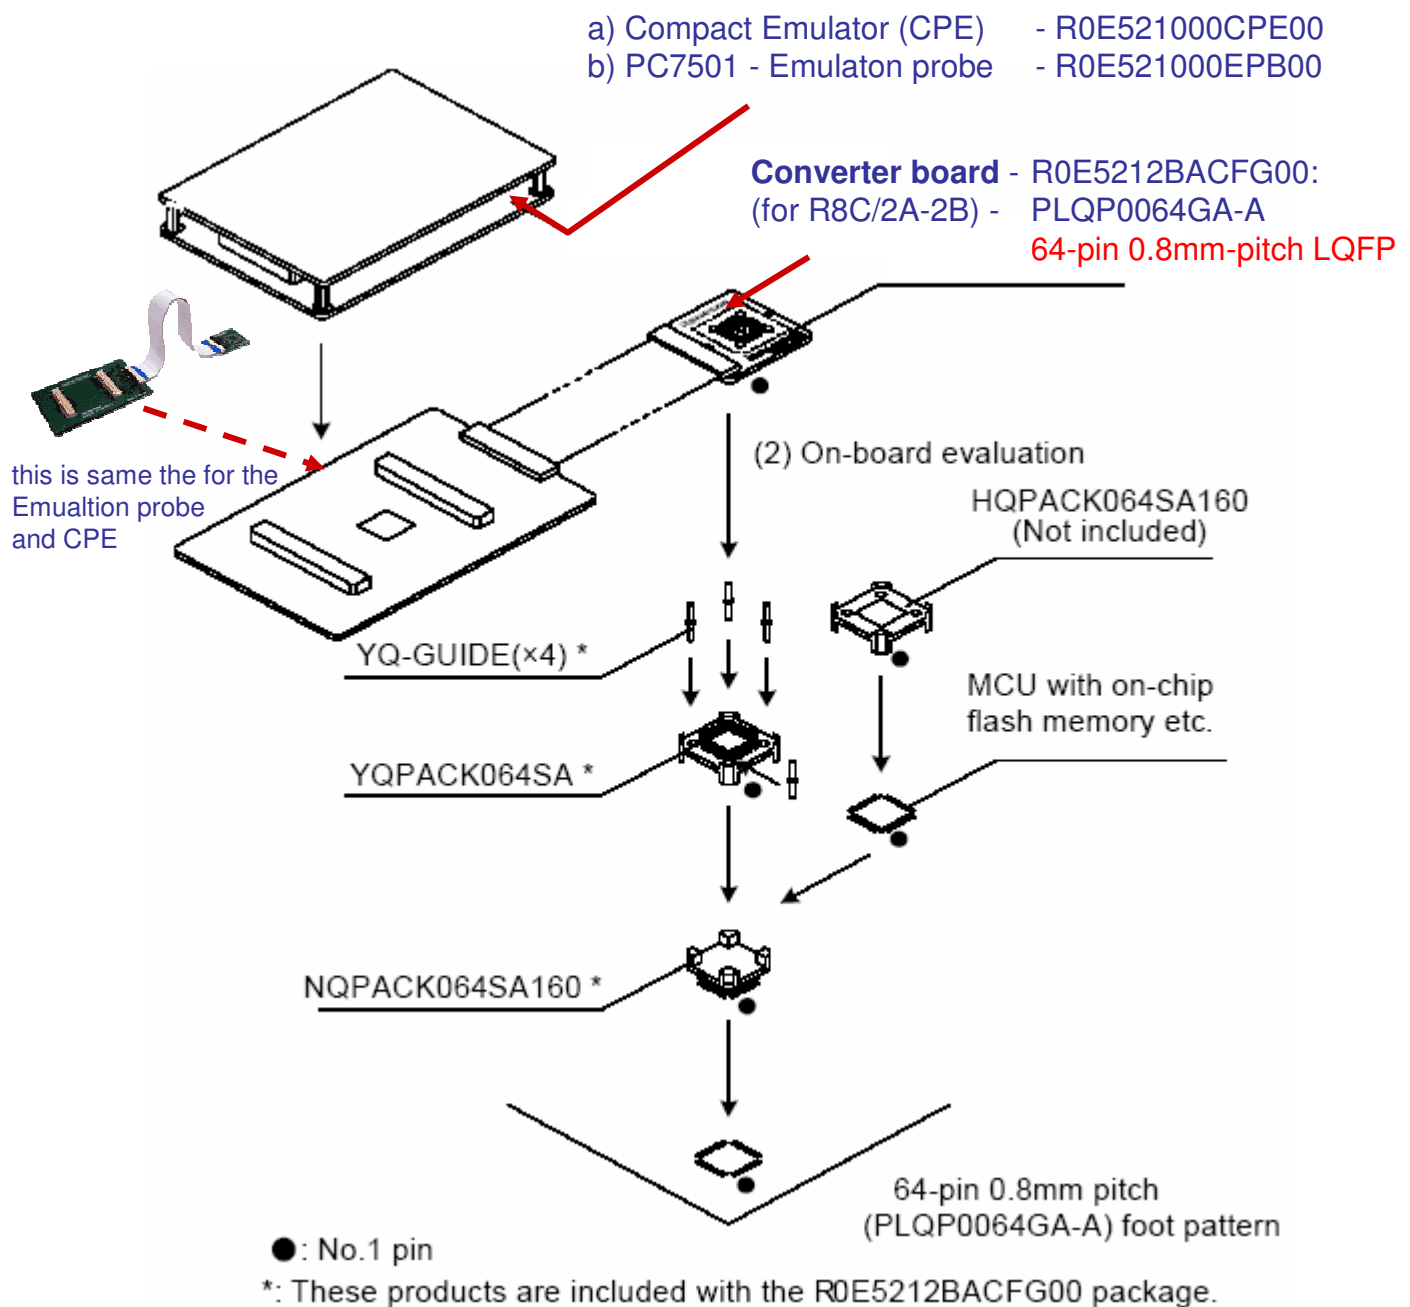 a) Compact Emulator (CPE) - R0E521000CPE00
b) PC7501 - Emulaton probe - R0E521000EPB00
Converter board - R0E5212BACFG00:
(for R8C/2A-2B) - PLQP0064GA-A
64-pin 0.8mm-pitch LQFP
this is same the for the
Emualtion probe
and CPE
(2) On-board evaluation
HQPACK064SA160
(Not included)
YQ-GUIDE(×4) *
MCU with on-chip
flash memory etc.
YQPACK064SA *
NQPACK064SA160 *
64-pin 0.8mm pitch
(PLQP0064GA-A) foot pattern
●: No.1 pin
*: These products are included with the R0E5212BACFG00 package.